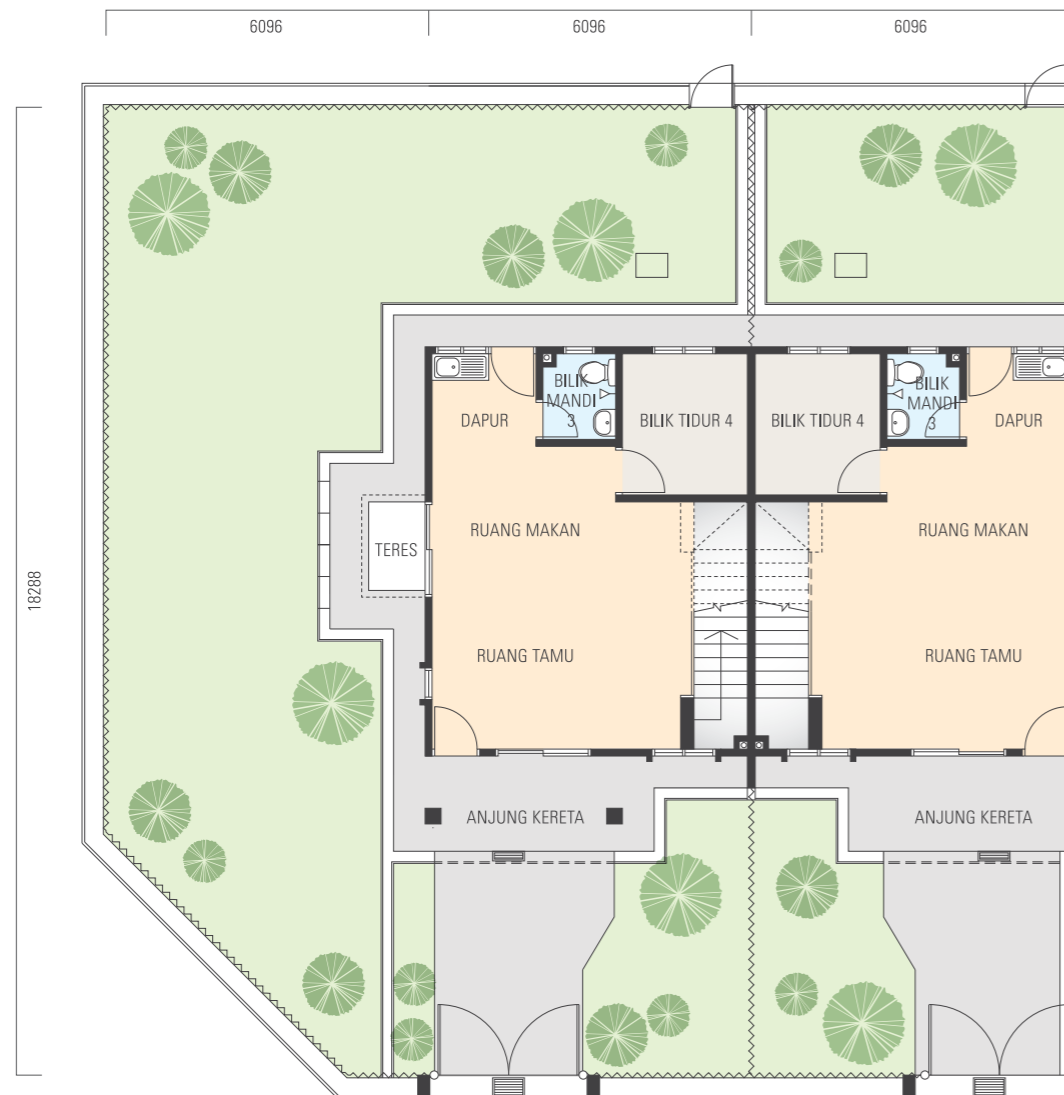 6096
6096
6096
18288
DAPUR
BILIK
MANDI
3
BILIK TIDUR 4
BILIK TIDUR 4
BILIK
MANDI
3
DAPUR
RUANG MAKAN
RUANG MAKAN
TERES
RUANG TAMU
RUANG TAMU
ANJUNG KERETA
ANJUNG KERETA